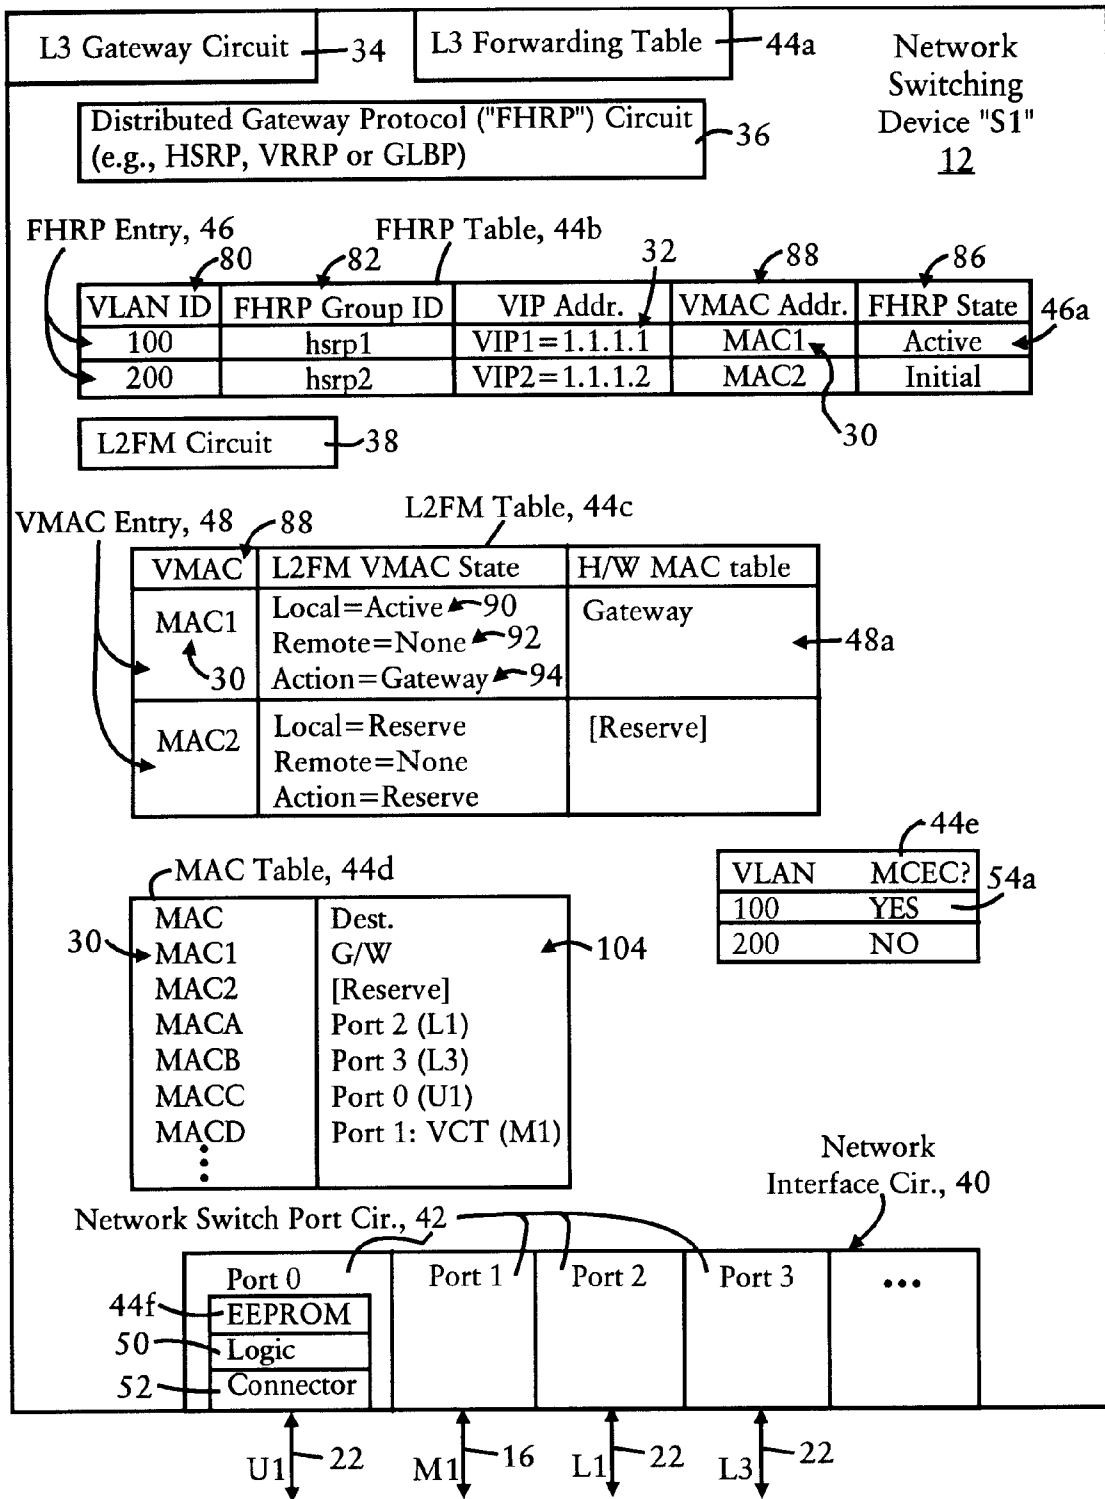 L3 Gateway Circuit 34
L3 Forwarding Table 44a
Network
Switching
Device "S1"
12
Distributed Gateway Protocol ("FHRP") Circuit
(e.g., HSRP, VRRP or GLBP)
36
FHRP Entry, 46
FHRP Table, 44b
80 82 32 88 86
VLAN ID FHRP Group ID VIP Addr. VMAC Addr. FHRP State
46a
100 hsrp1 VIP1=1.1.1.1 MAC1 Active
200 hsrp2 VIP2=1.1.1.2 MAC2 Initial
30
L2FM Circuit 38
L2FM Table, 44c
VMAC Entry, 48 88
VMAC L2FM VMAC State H/W MAC table
MAC1
30
Local=Active 90
Remote=None 92
Action=Gateway 94
Gateway
48a
MAC2
Local=Reserve
Remote=None
Action=Reserve
[Reserve]
44e
VLAN MCEC?
54a
100 YES
200 NO
MAC Table, 44d
MAC Dest.
30 MAC1 G/W 104
MAC2 [Reserve]
MACA Port 2 (L1)
MACB Port 3 (L3)
MACC Port 0 (U1)
MACD Port 1: VCT (M1)
Network
Interface Cir., 40
Network Switch Port Cir., 42
Port 0 Port 1 Port 2 Port 3 •••
44f EEPROM
50 Logic
52 Connector
U1 22 M1 16 L1 22 L3 22